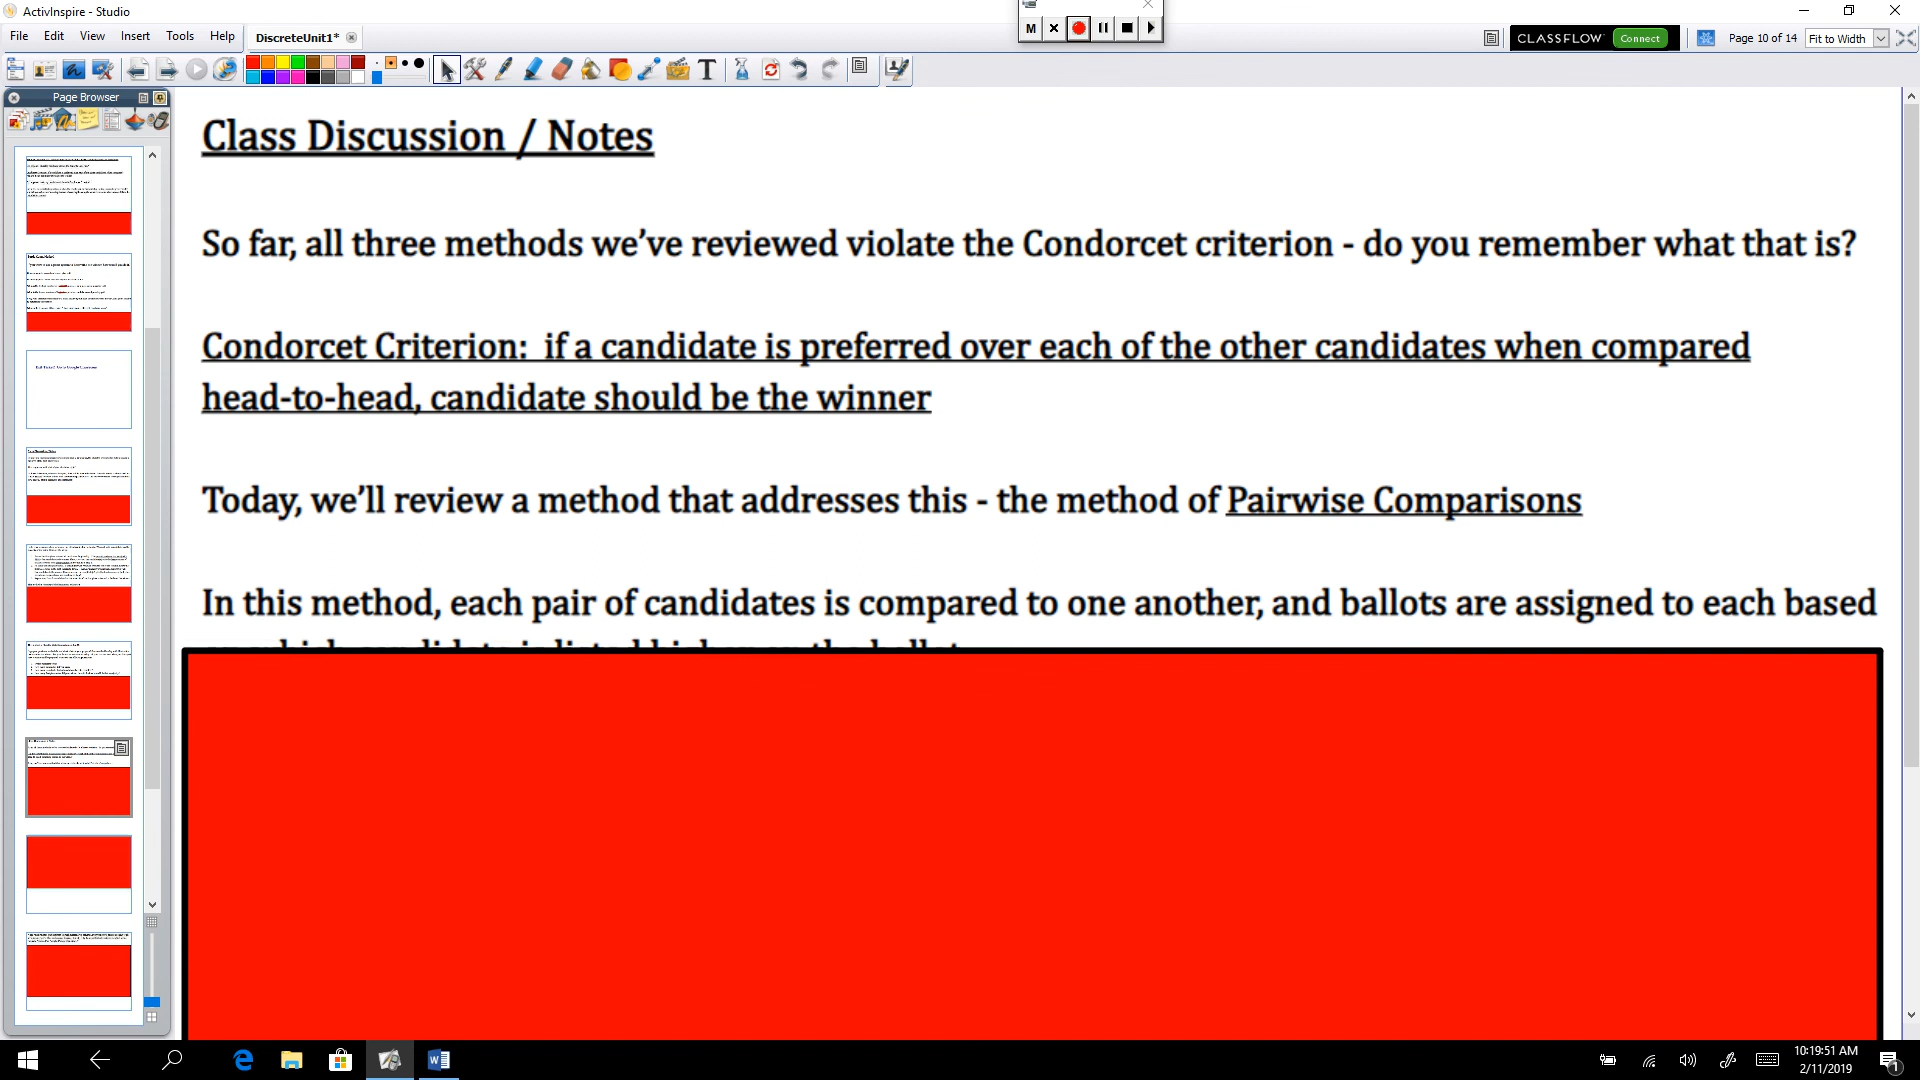 ActivInspire - Studio
File Edit View Insert Tools Help
DiscreteUnit1*
M
CLASSFLOW Connect
Page 10 of 14
Fit to Width
Page Browser
Class Discussion / Notes
So far, all three methods we've reviewed violate the Condorcet criterion - do you remember what that is?
Condorcet Criterion: if a candidate is preferred over each of the other candidates when compared
head-to-head, candidate should be the winner
Today, we'll review a method that addresses this - the method of Pairwise Comparisons
In this method, each pair of candidates is compared to one another, and ballots are assigned to each based
10:19:51 AM
2/11/2019
1